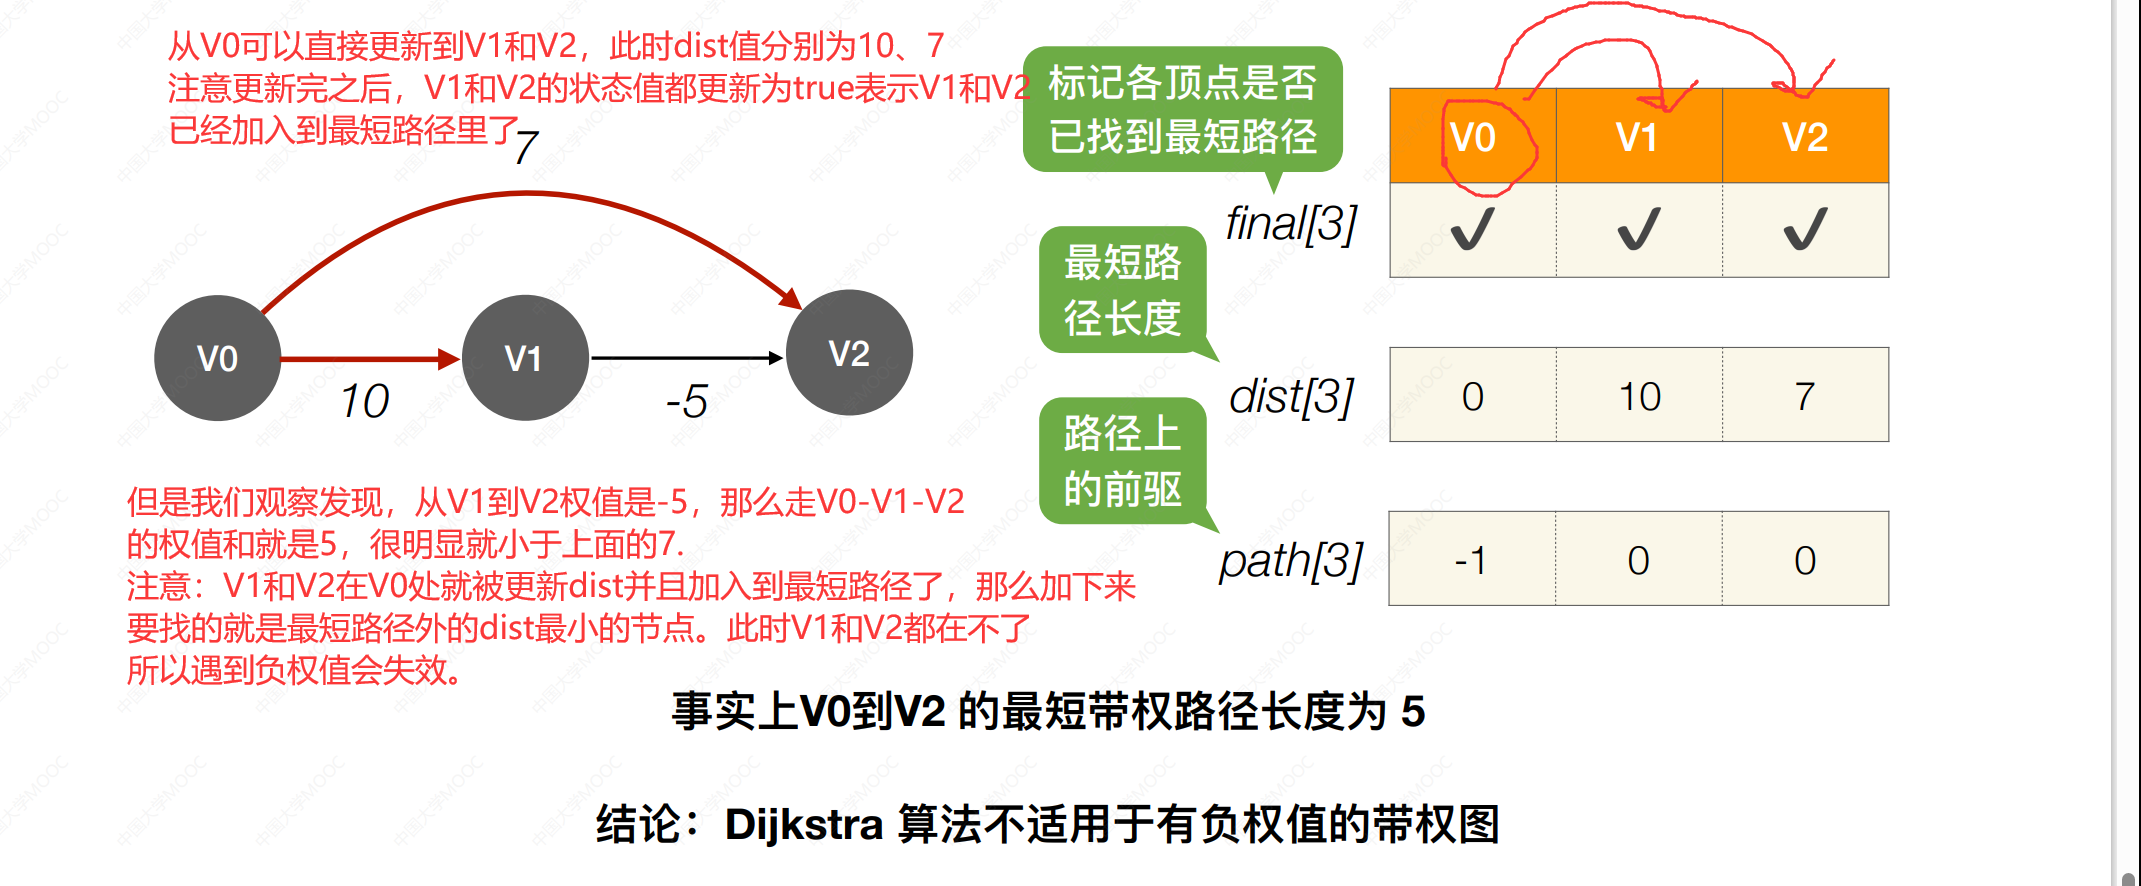 从V0可以直接更新到V1和V2，此时dist值分别为10、7
注意更新完之后，V1和V2的状态值都更新为true表示V1和V2
已经加入到最短路径里了
7
V0
V1
V2
10
-5
标记各顶点是否
已找到最短路径
V0 V1 V2
final[3] ✔ ✔ ✔
最短路
径长度
dist[3] 0 10 7
路径上
的前驱
path[3] -1 0 0
但是我们观察发现，从V1到V2权值是-5，那么走V0-V1-V2
的权值和就是5，很明显就小于上面的7.
注意：V1和V2在V0处就被更新dist并且加入到最短路径了，那么加下来
要找的就是最短路径外的dist最小的节点。此时V1和V2都在不了
所以遇到负权值会失效。
事实上V0到V2 的最短带权路径长度为 5
结论：Dijkstra 算法不适用于有负权值的带权图
中国大学MOOC